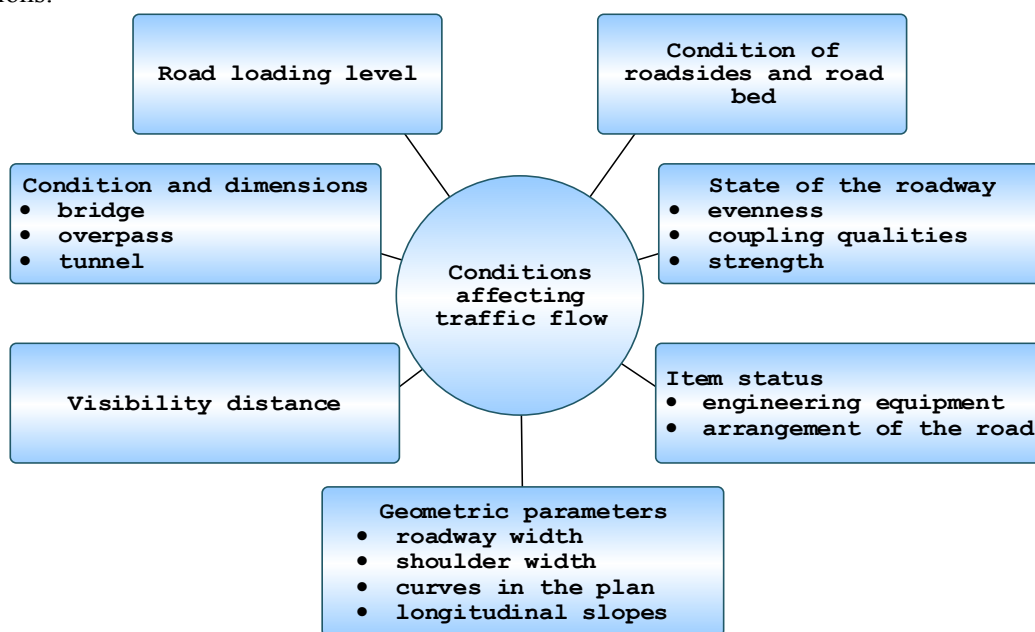 Road loading level
Condition of
roadsides and road
bed
Condition and dimensions
• bridge
• overpass
• tunnel
State of the roadway
• evenness
• coupling qualities
• strength
Conditions
affecting
traffic flow
Visibility distance
Item status
• engineering equipment
• arrangement of the road
Geometric parameters
• roadway width
• shoulder width
• curves in the plan
• longitudinal slopes